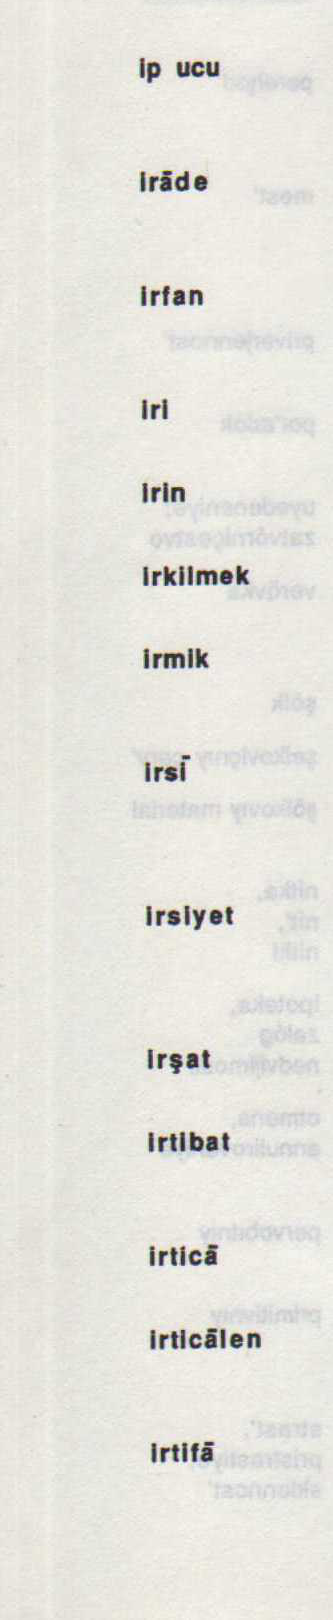 ip ucu
irāde
irfan
iri
irin
irkilmek
irmik
irsī
irsiyet
irşat
irtibat
irticā
irticālen
irtifā